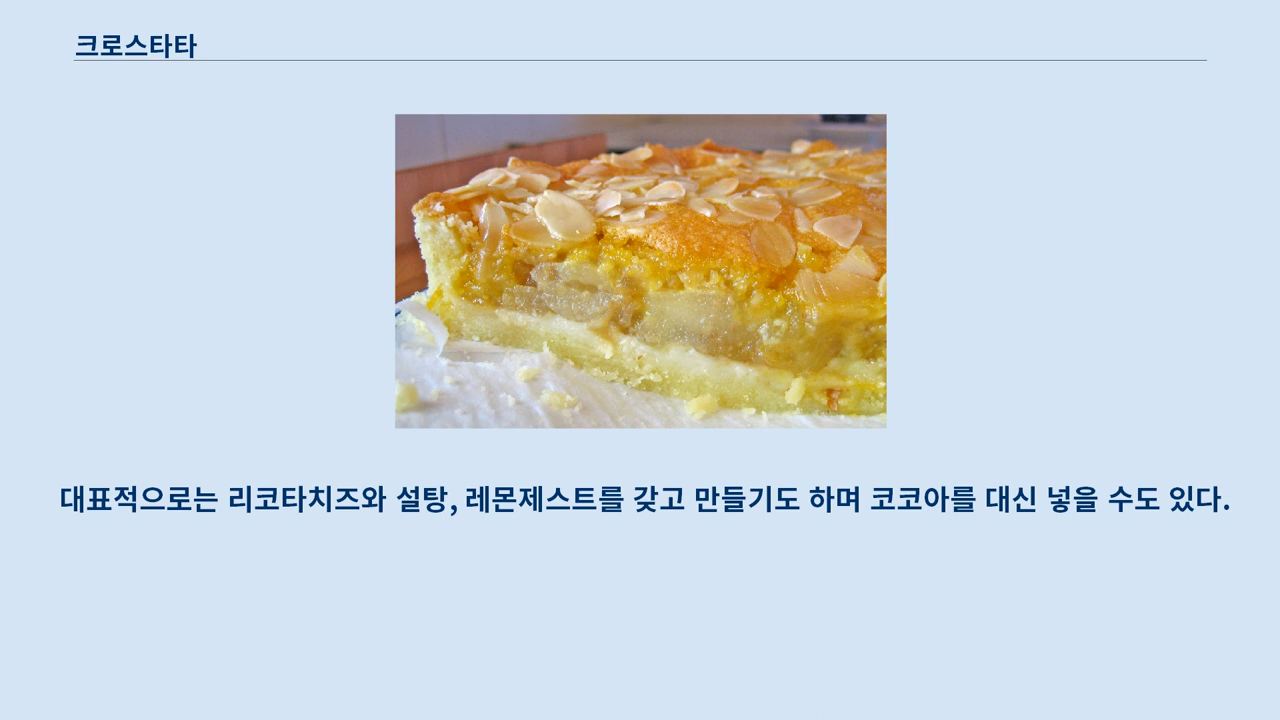 크로스타타
대표적으로는 리코타치즈와 설탕, 레몬제스트를 갖고 만들기도 하며 코코아를 대신 넣을 수도 있다.